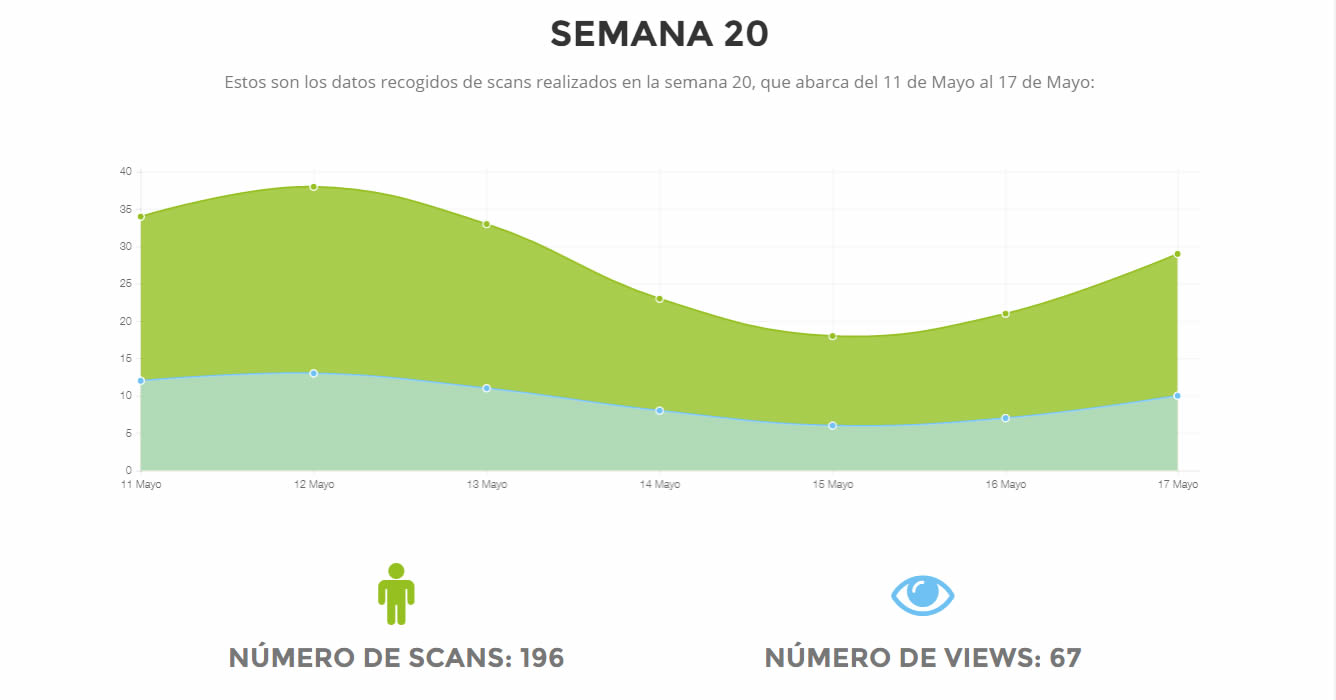 SEMANA 20
Estos son los datos recogidos de scans realizados en la semana 20, que abarca del 11 de Mayo al 17 de Mayo:
40
35
30
25
20
15
10
5
0
11 Mayo 12 Mayo 13 Mayo 14 Mayo 15 Mayo 16 Mayo 17 Mayo
NÚMERO DE SCANS: 196 NÚMERO DE VIEWS: 67